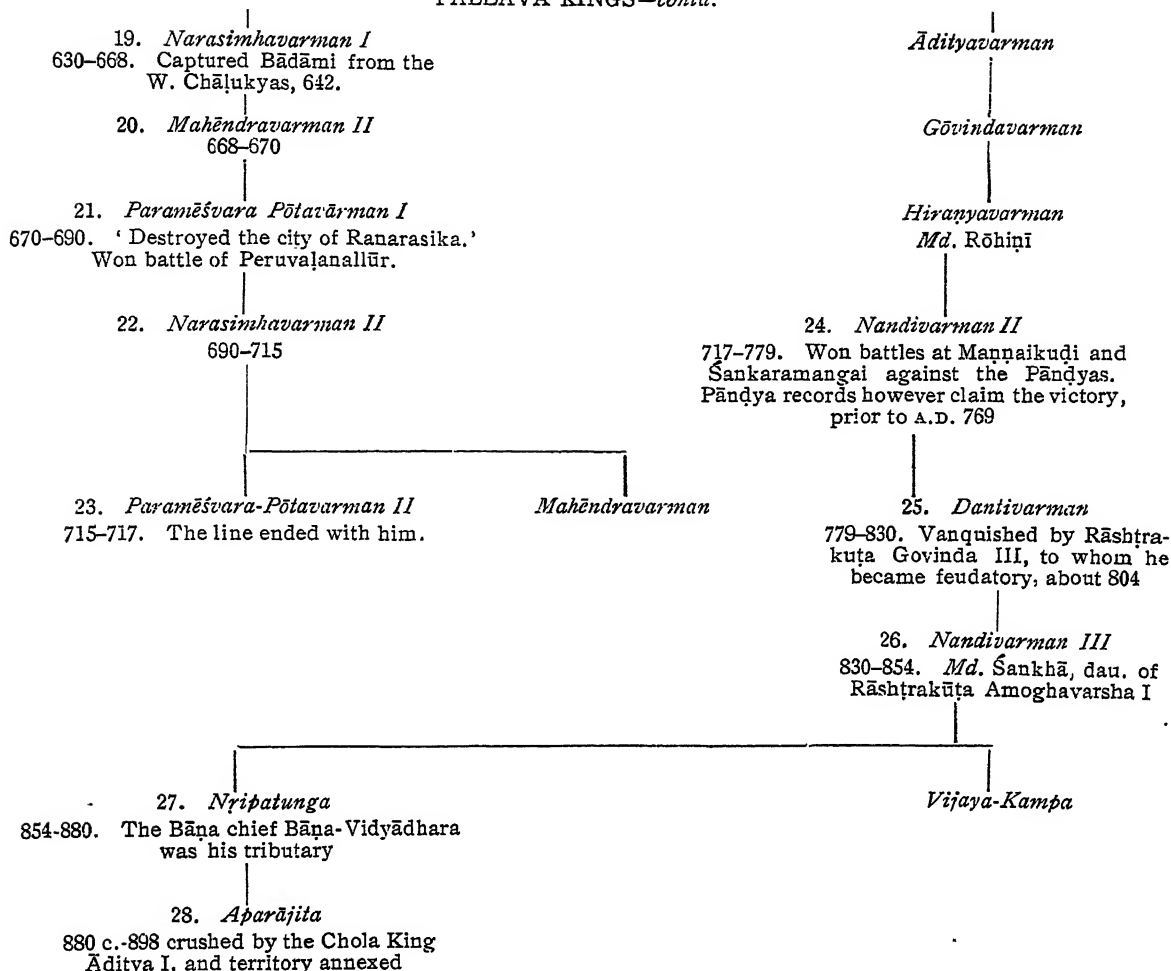 PALLAVA KINGS—contd.
19. Narasimhavarman I
630–668. Captured Bādāmi from the
W. Chāḷukyas, 642.
Ādityavarman
20. Mahēndravarman II
668–670
Gōvindavarman
21. Paramēśvara Pōtavārman I
670–690. ‘ Destroyed the city of Ranarasika.’
Won battle of Peruvaḷanallūr.
Hiraṇyavarman
Md. Rōhiṇī
22. Narasimhavarman II
690–715
24. Nandivarman II
717–779. Won battles at Maṇṇaikuḍi and
Śankaramangai against the Pāṇḍyas.
Pāṇḍya records however claim the victory,
prior to A.D. 769
23. Paramēśvara-Pōtavarman II
715–717. The line ended with him.
Mahēndravarman
25. Dantivarman
779–830. Vanquished by Rāshṭra-
kuṭa Govinda III, to whom he
became feudatory, about 804
26. Nandivarman III
830–854. Md. Śankhā, dau. of
Rāshṭrakūṭa Amoghavarsha I
27. Nṛipatunga
854-880. The Bāṇa chief Bāṇa-Vidyādhara
was his tributary
Vijaya-Kampa
28. Aparājita
880 c.-898 crushed by the Chola King
Āditya I, and territory annexed